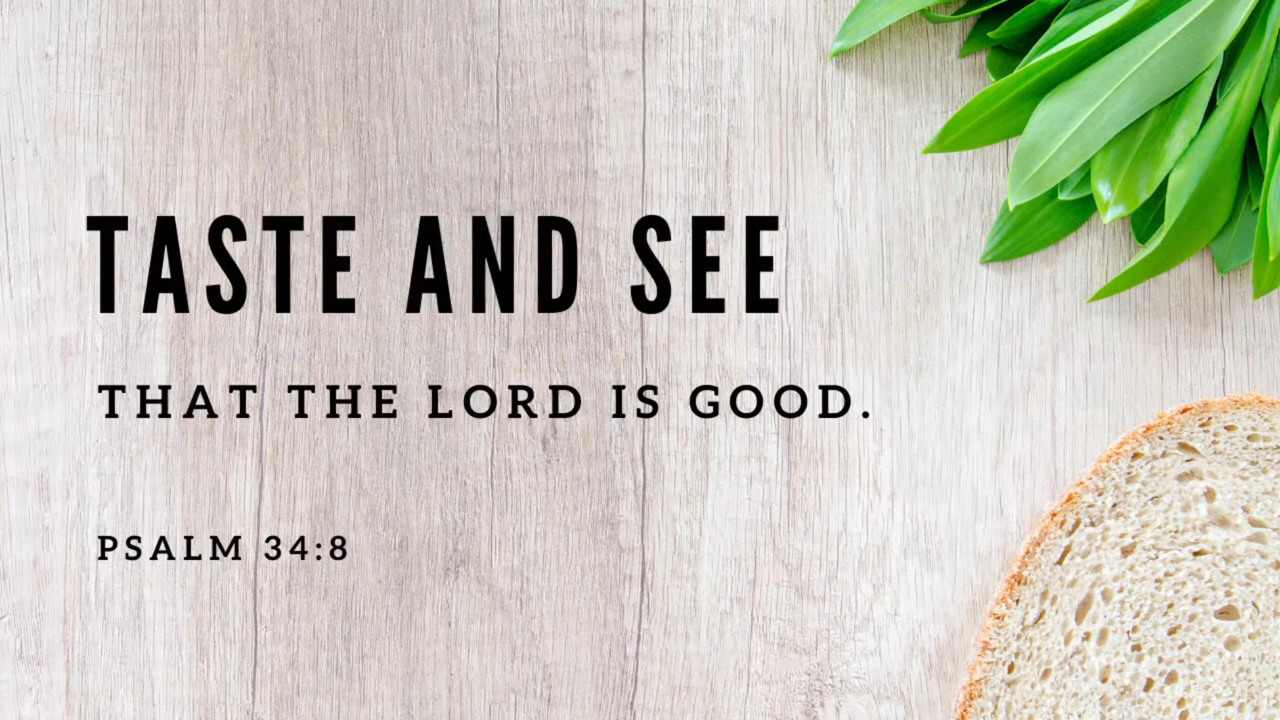 TASTE AND SEE
THAT THE LORD IS GOOD.
PSALM 34:8